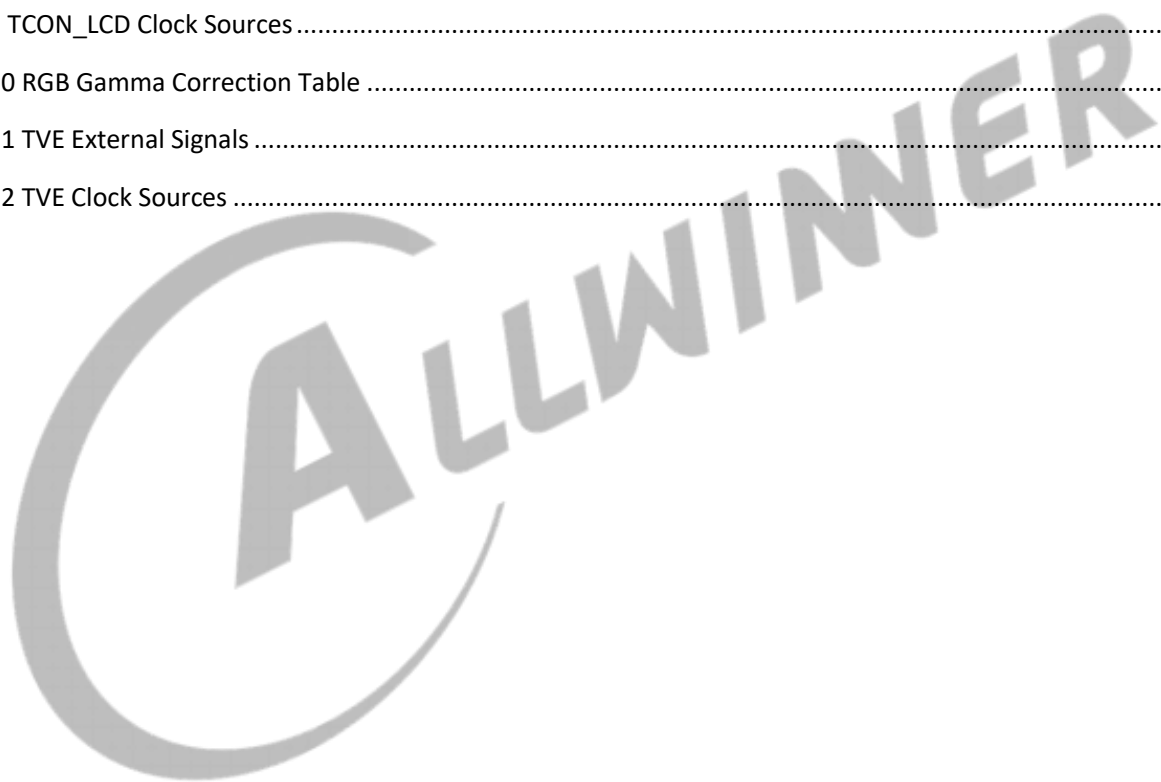 TCON_LCD Clock Sources........................................................................................................................
0 RGB Gamma Correction Table ...............................................................................................................
1 TVE External Signals ..............................................................................................................................
2 TVE Clock Sources .................................................................................................................................
ALLWINNER